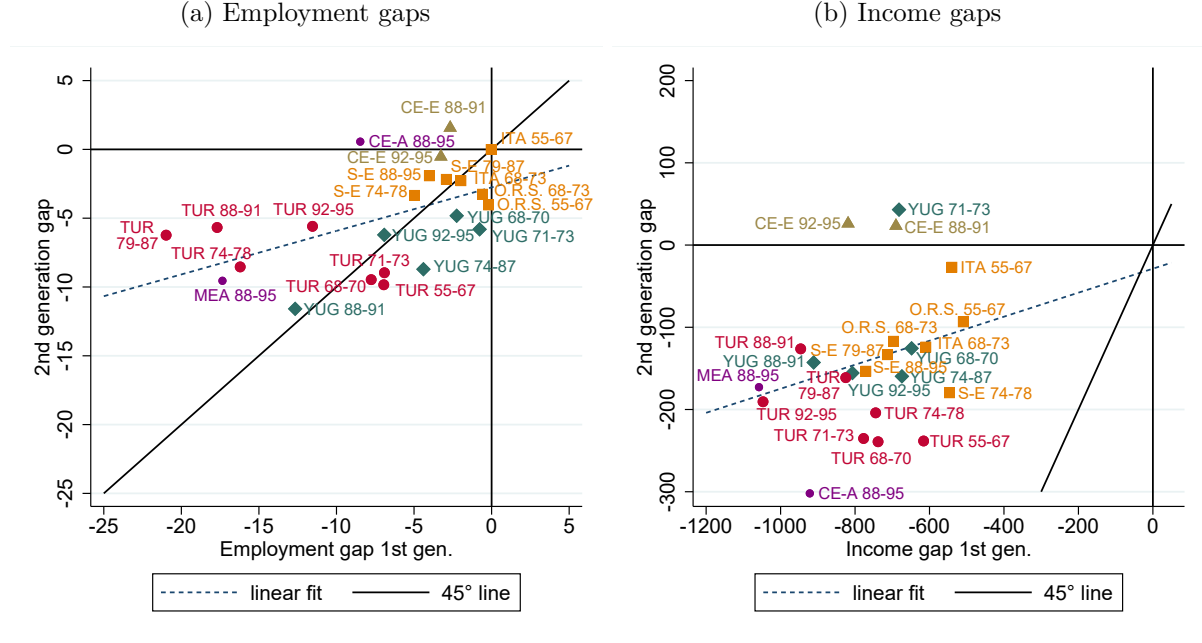 (a) Employment gaps
2nd generation gap
5
0
-5
-10
-15
-20
-25
CE-E 88-91
ITA 55-67
CE-A 88-95
CE-E 92-95
S-E 79-87
S-E 88-95
ITA 68-73
S-E 74-78
O.R.S. 68-73
O.R.S. 55-67
TUR 88-91
TUR 92-95
YUG 68-70
TUR
79-87
YUG 92-95
YUG 71-73
TUR 74-78
TUR 71-73
YUG 74-87
MEA 88-95
TUR 68-70
TUR 55-67
YUG 88-91
-25
-20
-15
-10
-5
0
5
Employment gap 1st gen.
linear fit
45° line
(b) Income gaps
2nd generation gap
200
100
0
-100
-200
-300
YUG 71-73
CE-E 92-95
CE-E 88-91
ITA 55-67
O.R.S. 55-67
O.R.S. 68-73
TUR 88-91
S-E 79-87
ITA 68-73
YUG 88-91
YUG 68-70
S-E 88-95
MEA 88-95
TUR
79-87
YUG 74-87
YUG 92-95
S-E 74-78
TUR 92-95
TUR 74-78
TUR 71-73
TUR 55-67
TUR 68-70
CE-A 88-95
-1200
-1000
-800
-600
-400
-200
0
Income gap 1st gen.
linear fit
45° line